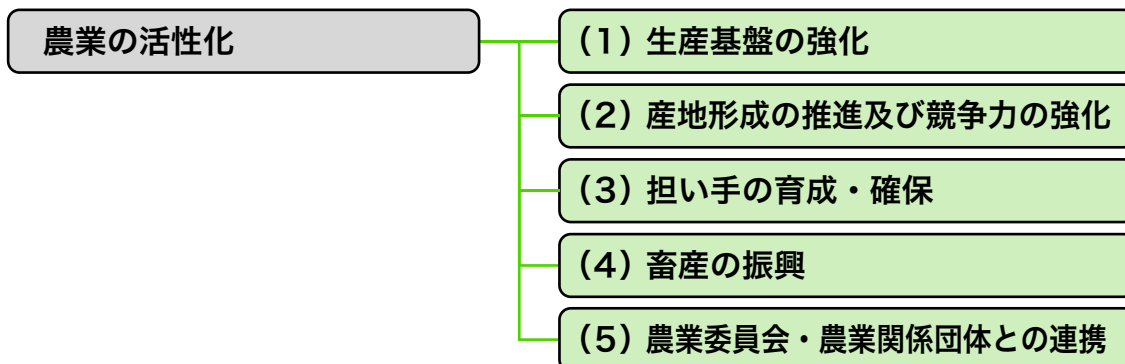 農業の活性化
（1）生産基盤の強化
（2）産地形成の推進及び競争力の強化
（3）担い手の育成・確保
（4）畜産の振興
（5）農業委員会・農業関係団体との連携